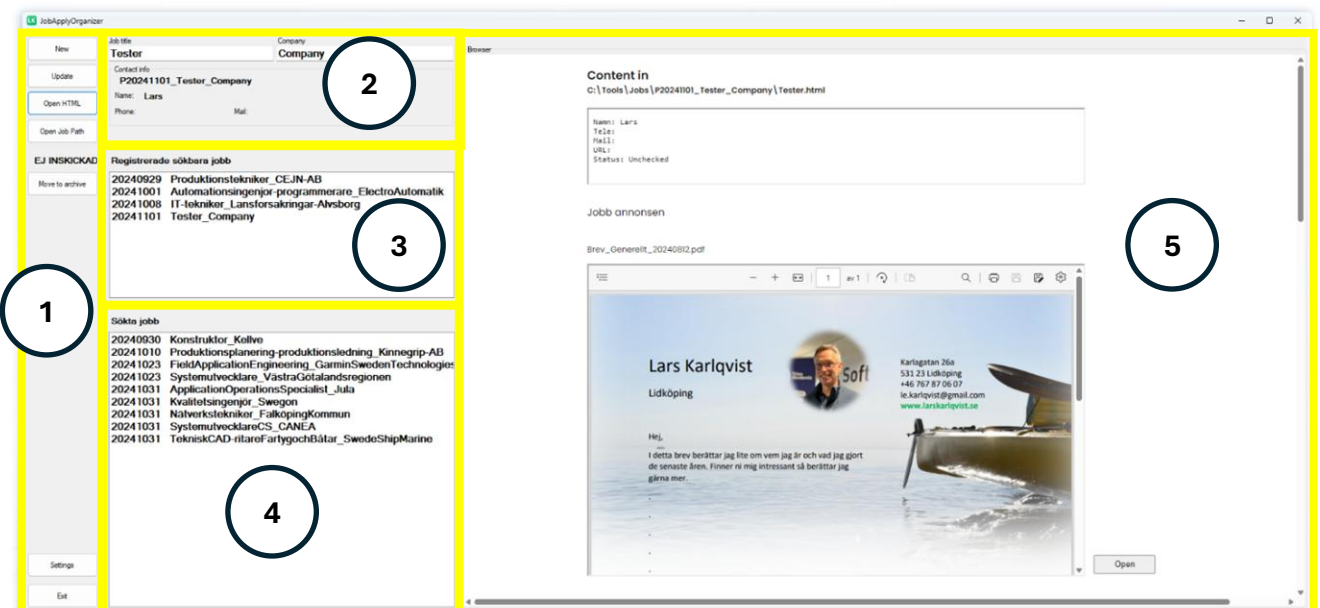 JobApplyOrganizer
New
Update
Open HTML
Open Job Path
EJ INSKICKAD
Move to archive
1
Settings
Exit
Job title
Company
Tester
Company
Contact info
P20241101_Tester_Company
Name: Lars
Phone:
Mail:
2
Registrerade sökbara jobb
20240929 Produktionstekniker_CEJN-AB
20241001 Automationsingenjor-programmerare_ElectroAutomatik
20241008 IT-tekniker_Lansforsakringar-Alvsborg
20241101 Tester_Company
3
Sökta jobb
20240930 Konstruktor_Kollvo
20241010 Produktionsplanering-produktionsledning_Kinnegrip-AB
20241023 FieldApplicationEngineering_GarminSwedenTechnologies
20241023 Systemutvecklare_VästraGötalandsregionen
20241031 ApplicationOperationsSpecialist_Jula
20241031 Kvalitetsingenjör_Swegon
20241031 Nätverkstekniker_FalköpingKommun
20241031 SystemutvecklareCS_CANEA
20241031 TekniskCAD-ritareFartygochBåtar_SwedeShipMarine
4
Browser
Content in
C:\Tools\Jobs\P20241101_Tester_Company\Tester.html
Namn: Lars
Tele:
Mail:
URL:
Status: Unchecked
Jobb annonsen
5
Brev_Generellt_20240812.pdf
1 av 1
Lars Karlqvist
Lidköping
Soft
Karlagatan 26a
531 23 Lidköping
+46 767 87 06 07
le.karlqvist@gmail.com
www.larskarlqvist.se
Hej,
I detta brev berättar jag lite om vem jag är och vad jag gjort
de senaste åren. Finner ni mig intressant så berättar jag
gärna mer.
.
.
.
.
.
Open